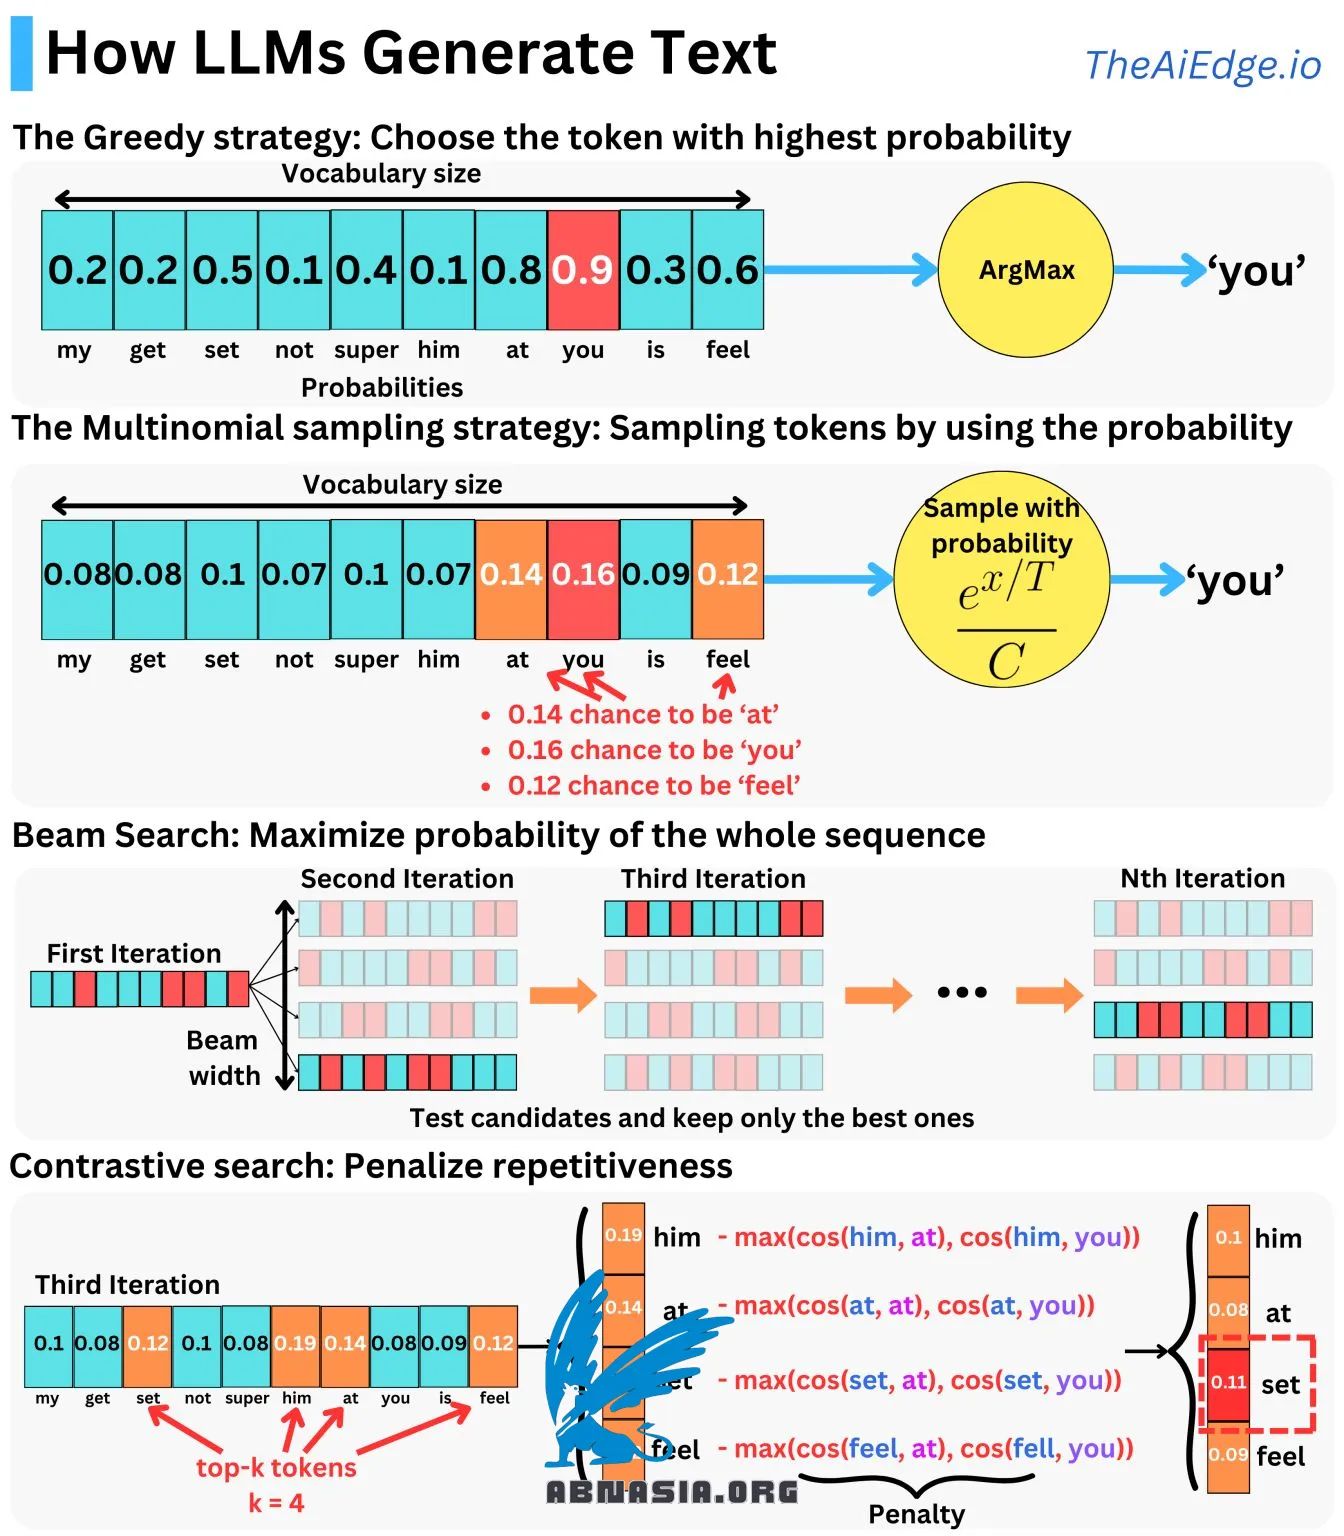 How LLMs Generate Text
TheAiEdge.io
The Greedy strategy: Choose the token with highest probability
Vocabulary size
0.2 0.2 0.5 0.1 0.4 0.1 0.8 0.9 0.3 0.6
my get set not super him at you is feel
Probabilities
ArgMax
‘you’
The Multinomial sampling strategy: Sampling tokens by using the probability
Vocabulary size
0.08 0.08 0.1 0.07 0.1 0.07 0.14 0.16 0.09 0.12
my get set not super him at you is feel
Sample with
probability
e^{x/T}
C
‘you’
• 0.14 chance to be ‘at’
• 0.16 chance to be ‘you’
• 0.12 chance to be ‘feel’
Beam Search: Maximize probability of the whole sequence
First Iteration
Second Iteration
Third Iteration
Nth Iteration
•••
Beam
width
Test candidates and keep only the best ones
Contrastive search: Penalize repetitiveness
Third Iteration
0.1 0.08 0.12 0.1 0.08 0.19 0.14 0.08 0.09 0.12
my get set not super him at you is feel
top-k tokens
k = 4
0.19 him - max(cos(him, at), cos(him, you))
0.14 at - max(cos(at, at), cos(at, you))
- max(cos(set, at), cos(set, you))
feel - max(cos(feel, at), cos(fell, you))
Penalty
0.1 him
0.08 at
0.11 set
0.09 feel
ABNASIA.ORG